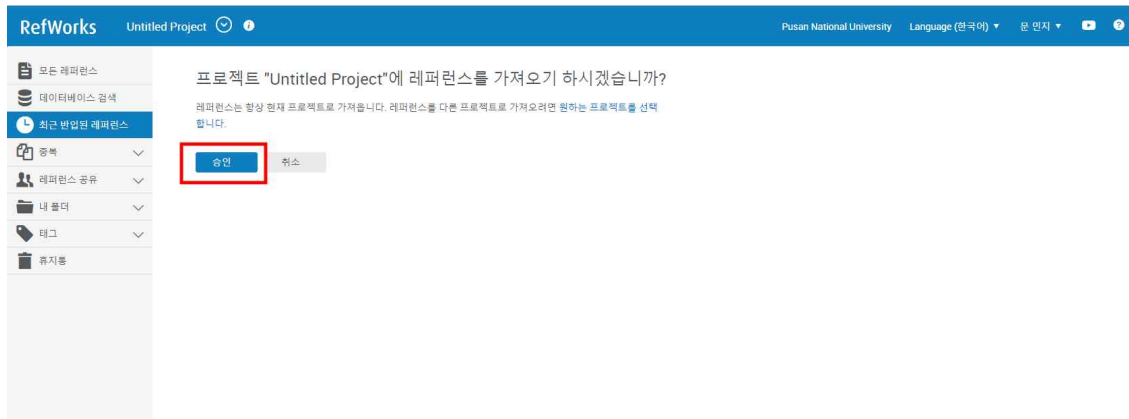 RefWorks Untitled Project Pusan National University Language (한국어) 문 민지
모든 레퍼런스
데이터베이스 검색
최근 반입된 레퍼런스
중복
레퍼런스 공유
내 폴더
태그
휴지통
프로젝트 "Untitled Project"에 레퍼런스를 가져오기 하시겠습니까?
레퍼런스는 항상 현재 프로젝트로 가져옵니다. 레퍼런스를 다른 프로젝트로 가져오려면 원하는 프로젝트를 선택
합니다.
승인 취소